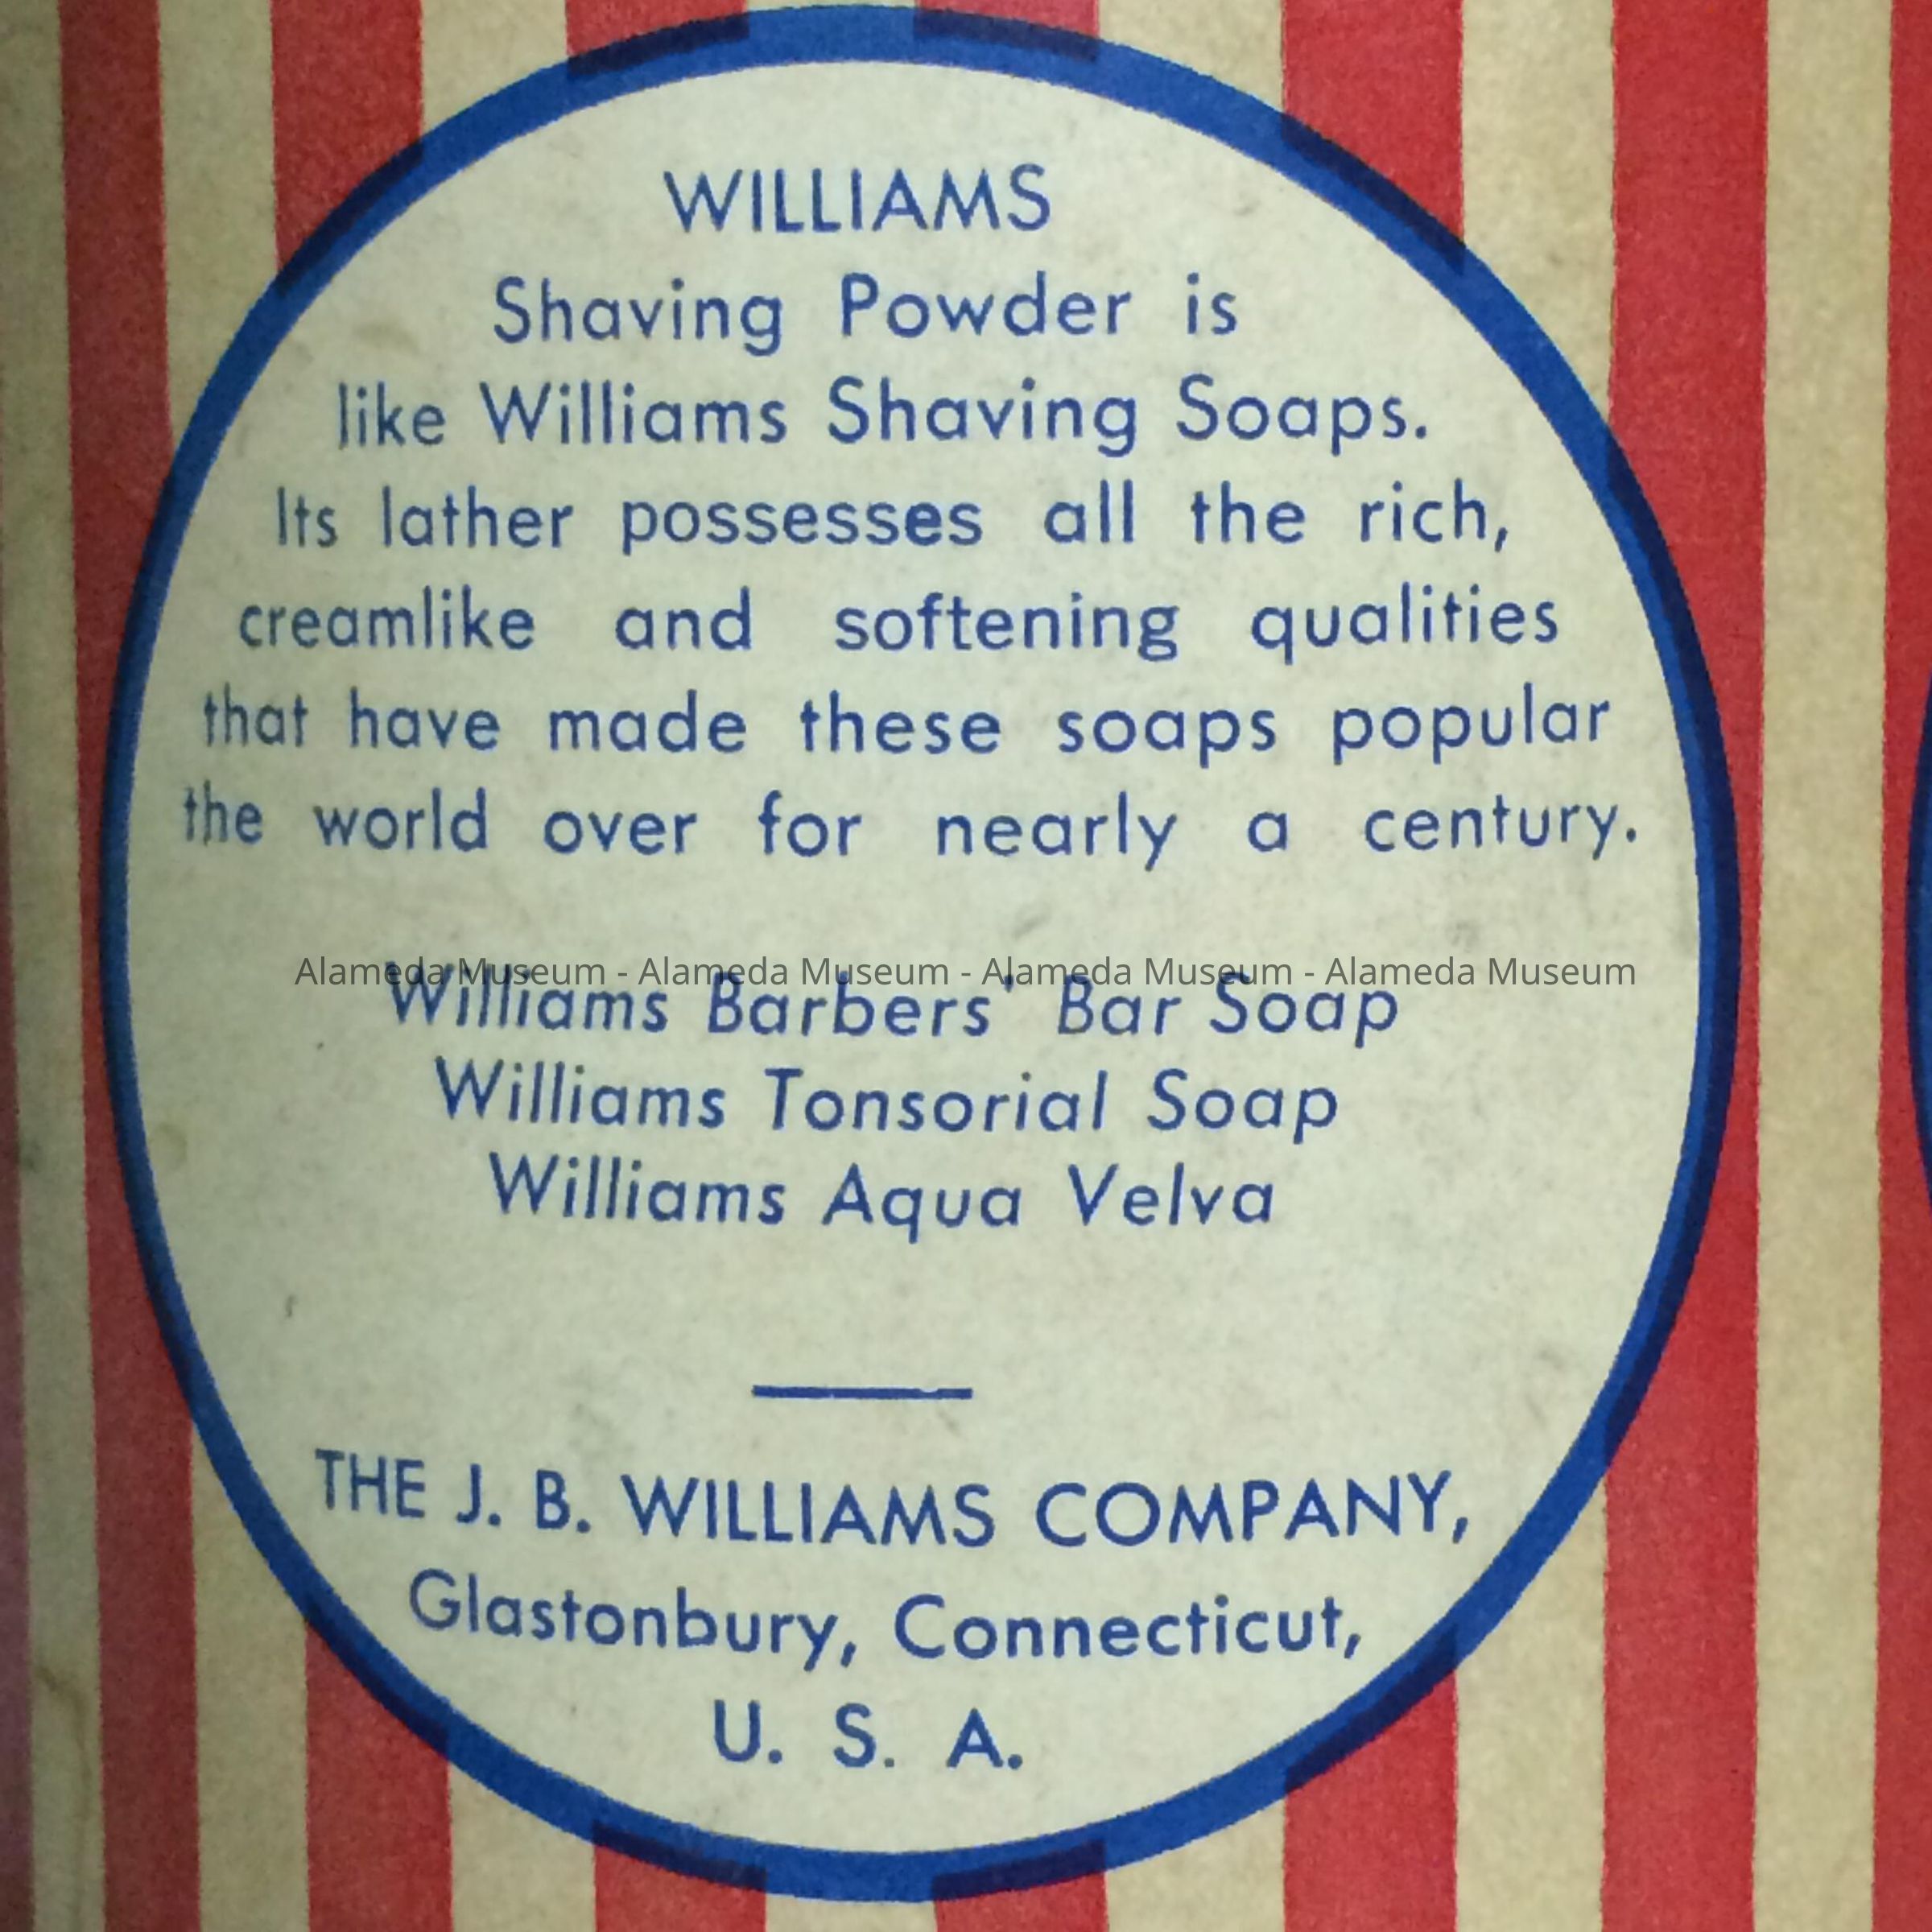 WILLIAMS
Shaving Powder is
like Williams Shaving Soaps.
Its lather possesses all the rich,
creamlike and softening qualities
that have made these soaps popular
the world over for nearly a century.
Alameda Museum - Alameda Museum - Alameda Museum - Alameda Museum
Williams Barbers' Bar Soap
Williams Tonsorial Soap
Williams Aqua Velva
THE J. B. WILLIAMS COMPANY,
Glastonbury, Connecticut,
U. S. A.